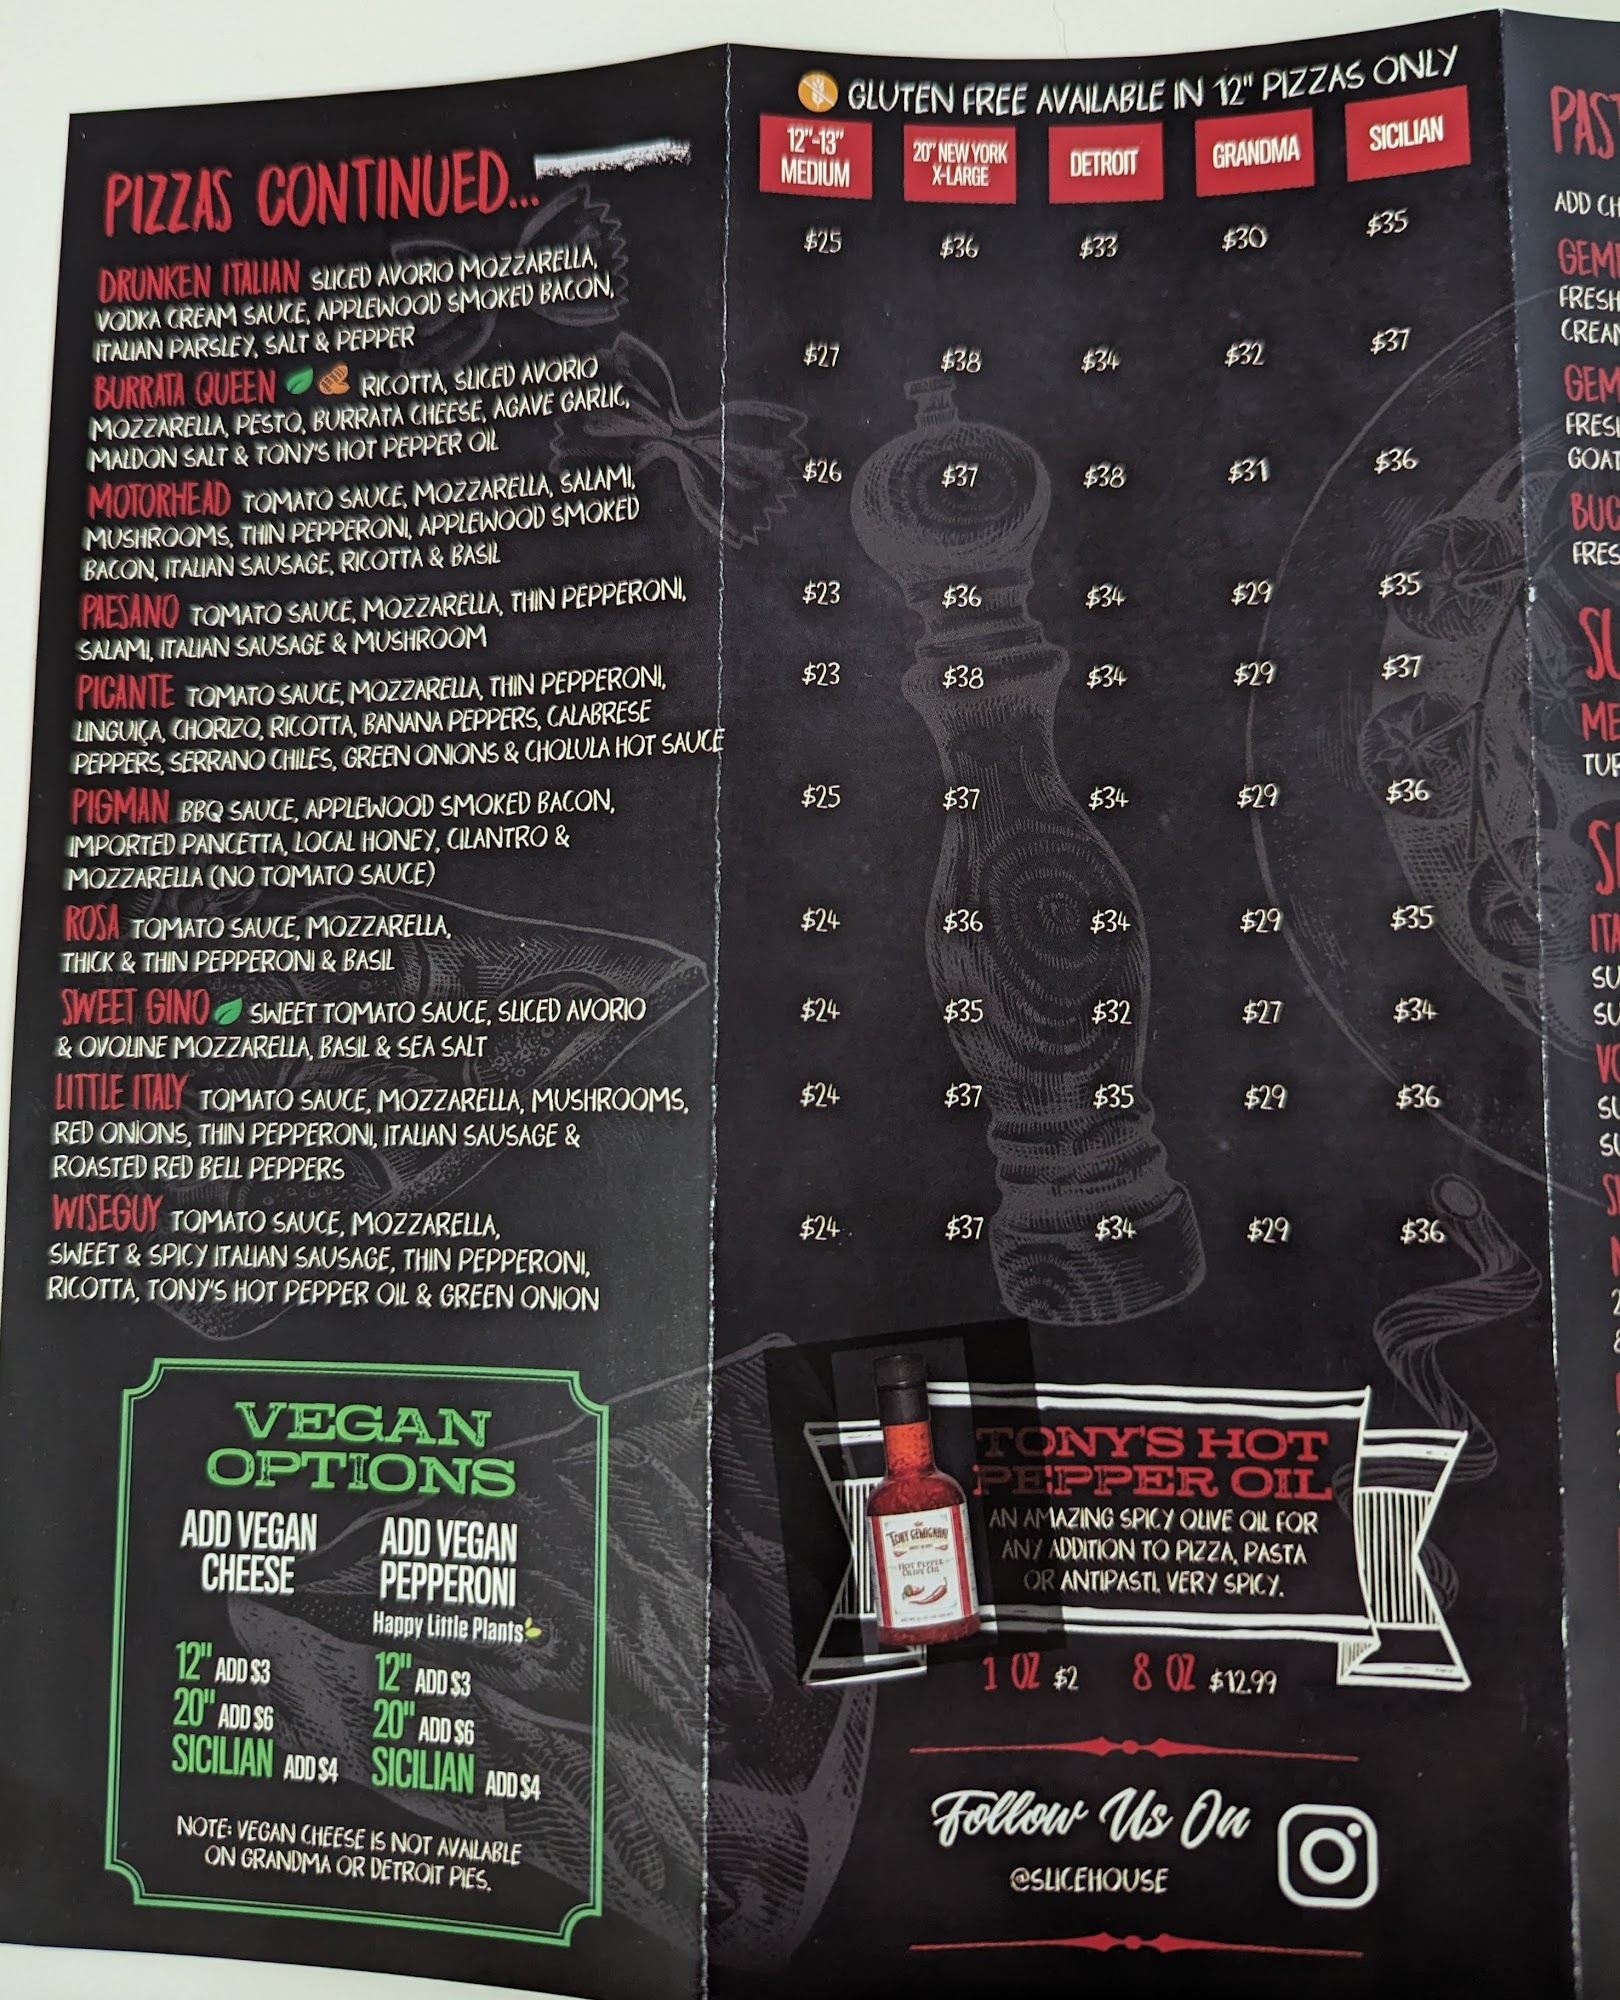 GLUTEN FREE AVAILABLE IN 12" PIZZAS ONLY
PIZZAS CONTINUED...
12"-13"
MEDIUM
20" NEW YORK
X-LARGE
DETROIT
GRANDMA
SICILIAN
DRUNKEN ITALIAN SLICED AVORIO MOZZARELLA,
VODKA CREAM SAUCE, APPLEWOOD SMOKED BACON,
ITALIAN PARSLEY, SALT & PEPPER
$25 $36 $33 $30 $35
BURRATA QUEEN RICOTTA, SLICED AVORIO
MOZZARELLA, PESTO, BURRATA CHEESE, AGAVE GARLIC,
MALDON SALT & TONY'S HOT PEPPER OIL
$27 $38 $34 $32 $37
MOTORHEAD TOMATO SAUCE, MOZZARELLA, SALAMI,
MUSHROOMS, THIN PEPPERONI, APPLEWOOD SMOKED
BACON, ITALIAN SAUSAGE, RICOTTA & BASIL
$26 $37 $38 $31 $36
PAESANO TOMATO SAUCE, MOZZARELLA, THIN PEPPERONI,
SALAMI, ITALIAN SAUSAGE & MUSHROOM
$23 $36 $34 $29 $35
PICANTE TOMATO SAUCE, MOZZARELLA, THIN PEPPERONI,
LINGUIÇA, CHORIZO, RICOTTA, BANANA PEPPERS, CALABRESE
PEPPERS, SERRANO CHILES, GREEN ONIONS & CHOLULA HOT SAUCE
$23 $38 $34 $29 $37
PIGMAN BBQ SAUCE, APPLEWOOD SMOKED BACON,
IMPORTED PANCETTA, LOCAL HONEY, CILANTRO &
MOZZARELLA (NO TOMATO SAUCE)
$25 $37 $34 $29 $36
ROSA TOMATO SAUCE, MOZZARELLA,
THICK & THIN PEPPERONI & BASIL
$24 $36 $34 $29 $35
SWEET GINO SWEET TOMATO SAUCE, SLICED AVORIO
& OVOLINE MOZZARELLA, BASIL & SEA SALT
$24 $35 $32 $27 $34
LITTLE ITALY TOMATO SAUCE, MOZZARELLA, MUSHROOMS,
RED ONIONS, THIN PEPPERONI, ITALIAN SAUSAGE &
ROASTED RED BELL PEPPERS
$24 $37 $35 $29 $36
WISEGUY TOMATO SAUCE, MOZZARELLA,
SWEET & SPICY ITALIAN SAUSAGE, THIN PEPPERONI,
RICOTTA, TONY'S HOT PEPPER OIL & GREEN ONION
$24 $37 $34 $29 $36
VEGAN
OPTIONS
ADD VEGAN
CHEESE
12" ADD $3
20" ADD $6
SICILIAN ADD $4
ADD VEGAN
PEPPERONI
Happy Little Plants
12" ADD $3
20" ADD $6
SICILIAN ADD $4
NOTE: VEGAN CHEESE IS NOT AVAILABLE
ON GRANDMA OR DETROIT PIES.
TONY GEMIGNANI
HOT PEPPER
OLIVE OIL
TONY'S HOT
PEPPER OIL
AN AMAZING SPICY OLIVE OIL FOR
ANY ADDITION TO PIZZA, PASTA
OR ANTIPASTI. VERY SPICY.
1 OZ $2 8 OZ $12.99
Follow Us On
@SLICEHOUSE
ADD